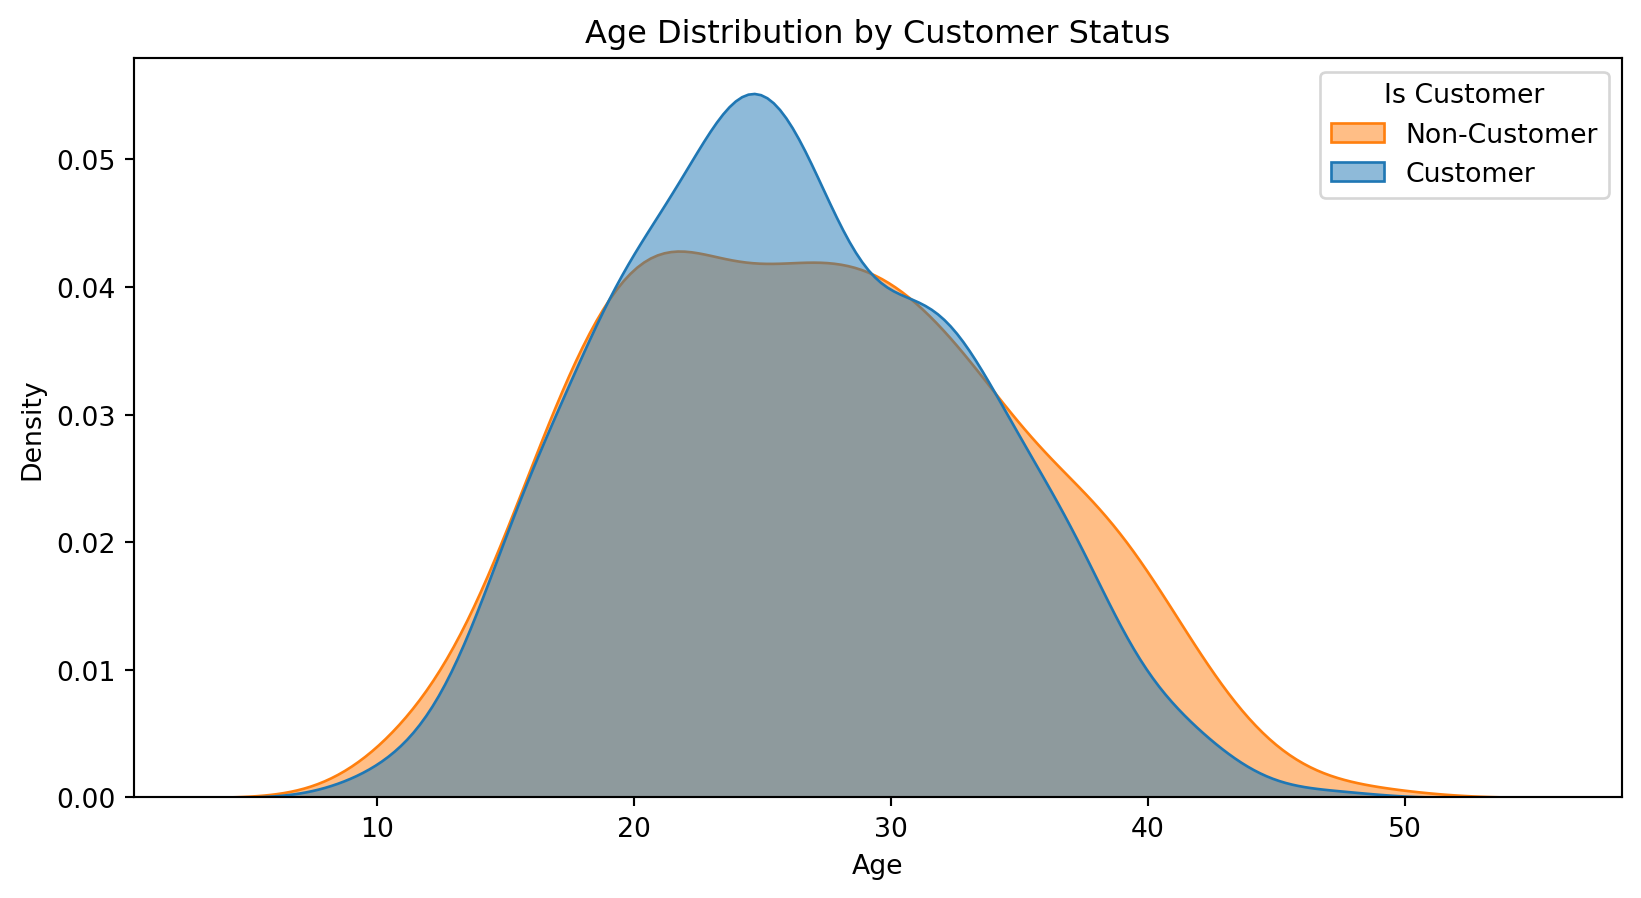 Age Distribution by Customer Status
Is Customer
Non-Customer
Customer
Density
0.05
0.04
0.03
0.02
0.01
0.00
10 20 30 40 50
Age